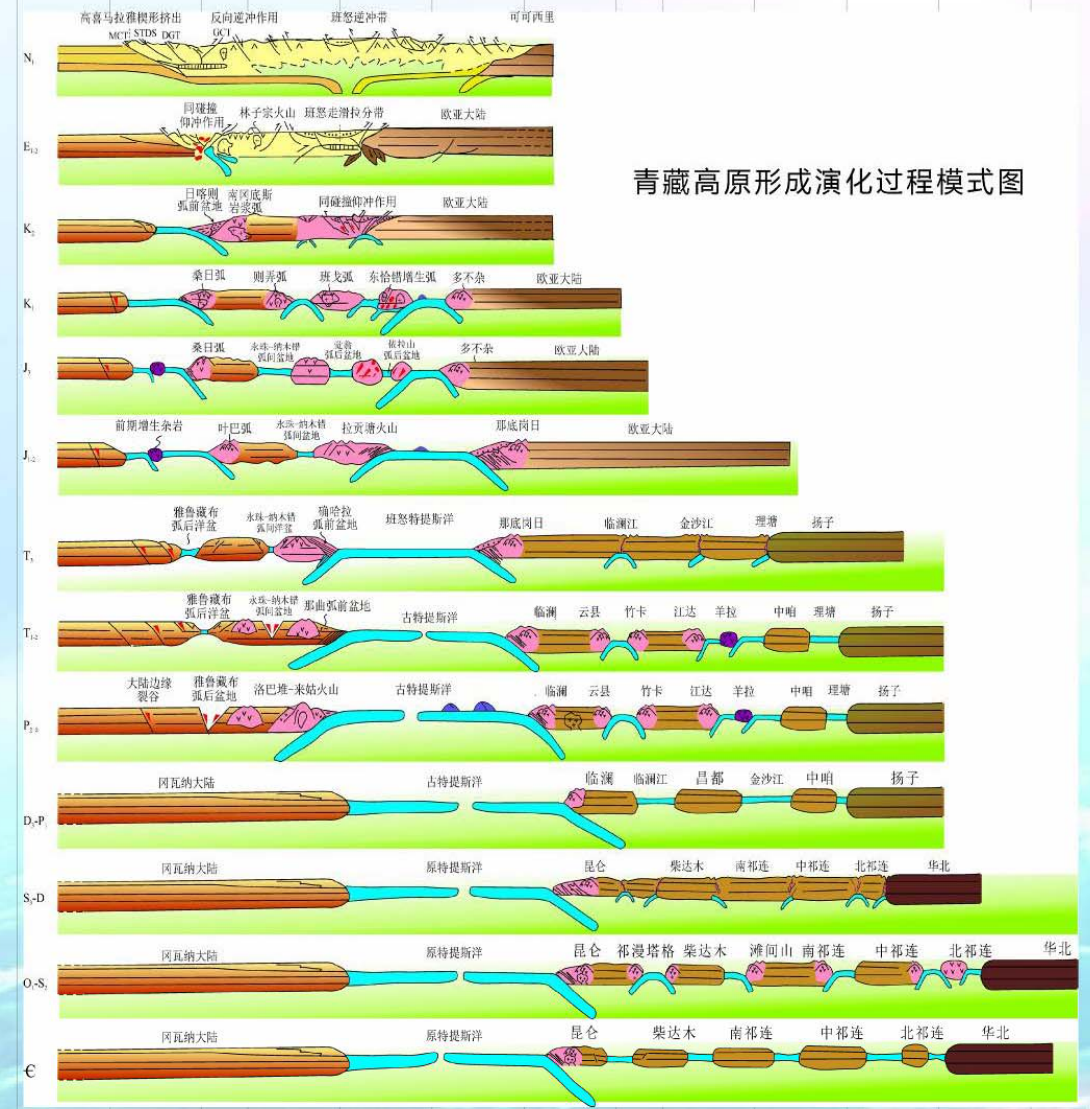 高喜马拉雅楔形挤出 反向逆冲作用 班怒逆冲带 可可西里
MCT STDS DGT GCT
N₁
同碰撞仰冲作用 林子宗火山 班怒走滑拉分带 欧亚大陆
E₁₋₂
青藏高原形成演化过程模式图
日喀则弧前盆地 南冈底斯岩浆弧 同碰撞仰冲作用 欧亚大陆
K₂
桑日弧 则弄弧 班戈弧 东恰错增生弧 多不杂 欧亚大陆
K₁
桑日弧 永珠-纳木错弧间盆地 弧后盆地 依拉山弧后盆地 多不杂 欧亚大陆
J₃
前期增生杂岩 叶巴弧 永珠-纳木错弧间盆地 拉贡塘火山 那底岗日 欧亚大陆
J₁₋₂
雅鲁藏布弧后洋盆 永珠-纳木错弧间洋盆 确哈拉弧前盆地 班怒特提斯洋 那底岗日 临澜江 金沙江 理塘 扬子
T₃
雅鲁藏布弧后洋盆 永珠-纳木错弧间盆地 那曲弧前盆地 古特提斯洋 临澜 云县 竹卡 江达 羊拉 中咱 理塘 扬子
T₁₋₂
大陆边缘裂谷 雅鲁藏布弧后盆地 洛巴堆-来姑火山 古特提斯洋 临澜 云县 竹卡 江达 羊拉 中咱 理塘 扬子
P₂₋₃
冈瓦纳大陆 古特提斯洋 临澜 临澜江 昌都 金沙江 中咱 扬子
D₃-P₁
冈瓦纳大陆 原特提斯洋 昆仑 柴达木 南祁连 中祁连 北祁连 华北
S₂-D
冈瓦纳大陆 原特提斯洋 昆仑 祁漫塔格 柴达木 滩间山 南祁连 中祁连 北祁连 华北
O₂-S₁
冈瓦纳大陆 原特提斯洋 昆仑 柴达木 南祁连 中祁连 北祁连 华北
Є